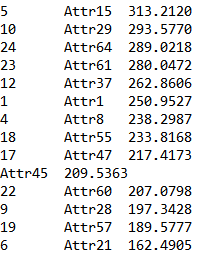 5 Attr15 313.2120
10 Attr29 293.5770
24 Attr64 289.0218
23 Attr61 280.0472
12 Attr37 262.8606
1 Attr1 250.9527
4 Attr8 238.2987
18 Attr55 233.8168
17 Attr47 217.4173
Attr45 209.5363
22 Attr60 207.0798
9 Attr28 197.3428
19 Attr57 189.5777
6 Attr21 162.4905